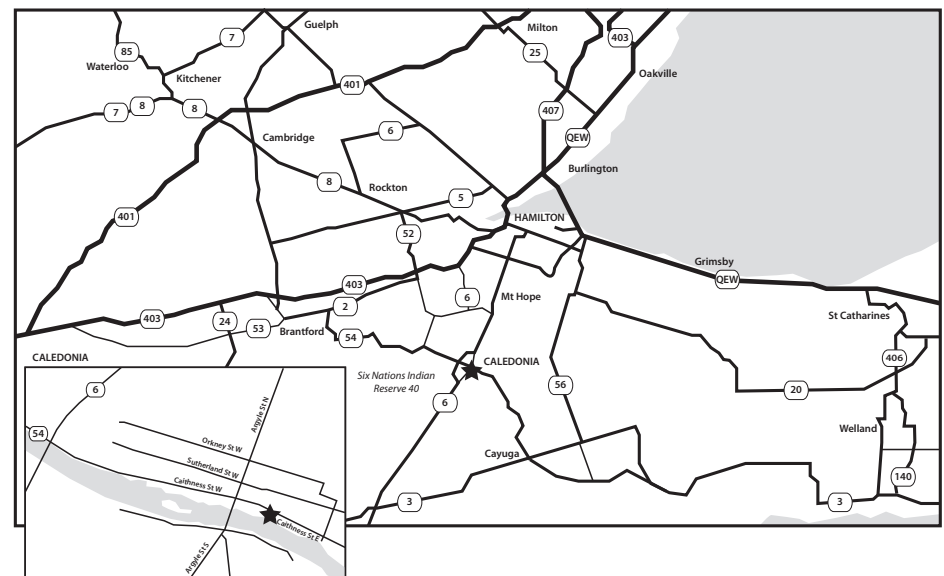 Guelph
Milton
403
7
25
85
Waterloo
Kitchener
Oakville
401
8
7
8
407
6
QEW
Cambridge
Burlington
8
Rockton
5
401
HAMILTON
52
Grimsby
QEW
403
6
Mt Hope
2
403
24
53
Brantford
54
St Catharines
CALEDONIA
CALEDONIA
406
Six Nations Indian
Reserve 40
56
20
6
6
Welland
Cayuga
140
3
3
54
Argyle St N
Orkney St W
Sutherland St W
Caithness St W
Caithness St E
Argyle St S